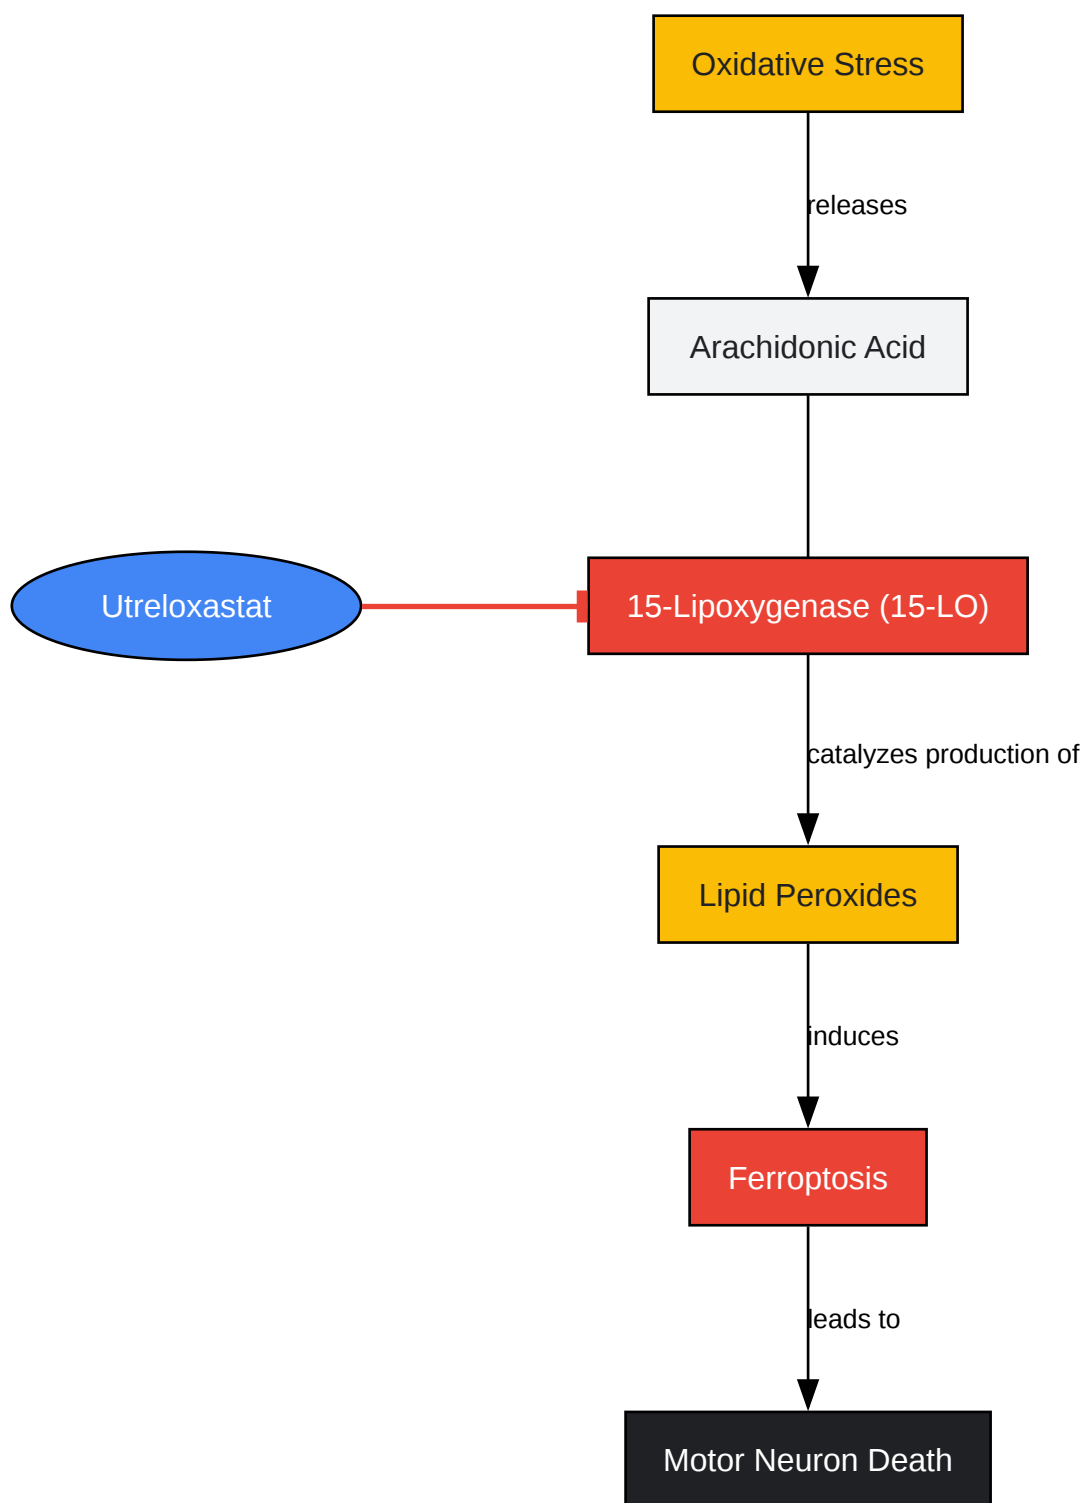 Oxidative Stress
releases
Arachidonic Acid
Utreloxastat
15-Lipoxygenase (15-LO)
catalyzes production of
Lipid Peroxides
induces
Ferroptosis
leads to
Motor Neuron Death